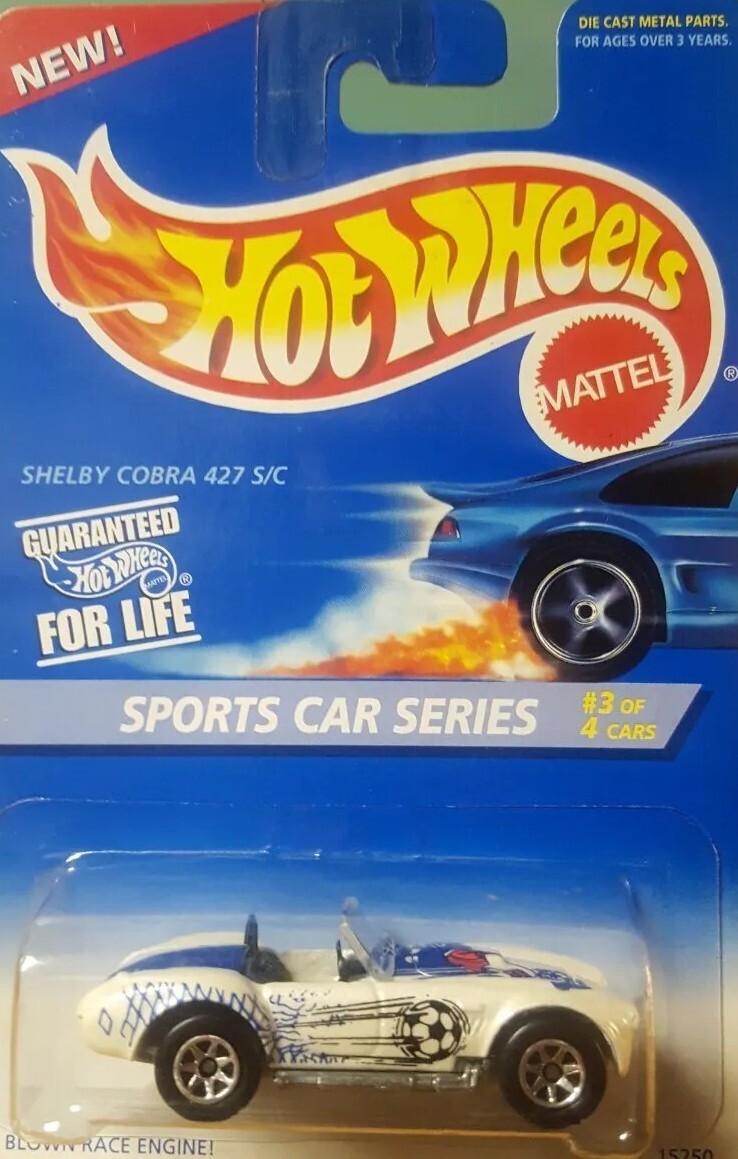 NEW!
DIE CAST METAL PARTS.
FOR AGES OVER 3 YEARS.
HOT WHEELS
MATTEL
®
SHELBY COBRA 427 S/C
GUARANTEED
HOT WHEELS
MATTEL
®
FOR LIFE
SPORTS CAR SERIES
#3 OF
4 CARS
BLOWN RACE ENGINE!
15250